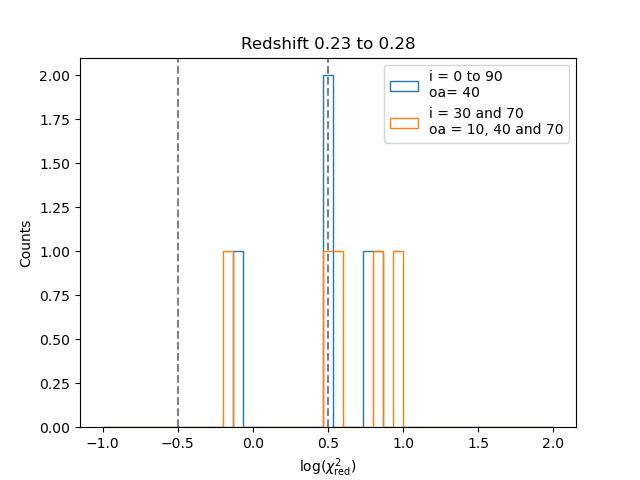 Redshift 0.23 to 0.28
i = 0 to 90
oa= 40
i = 30 and 70
oa = 10, 40 and 70
2.00
1.75
1.50
1.25
1.00
0.75
0.50
0.25
0.00
Counts
−1.0 −0.5 0.0 0.5 1.0 1.5 2.0
log(χ²red)